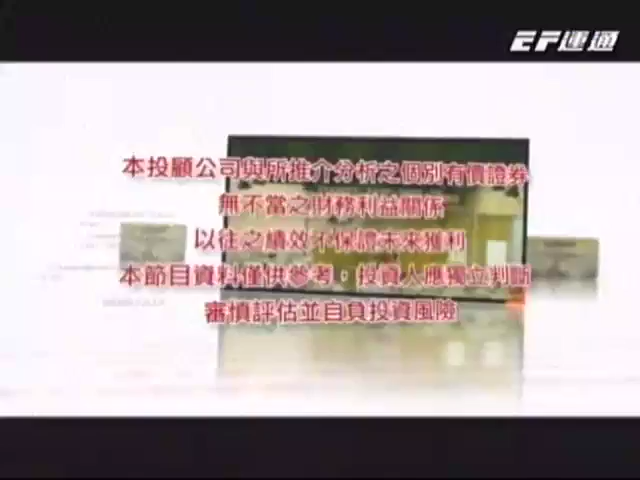 EF運通
本投顧公司與所推介分析之個別有價證券
無不當之財務利益關係
以往之績效不保證未來獲利
本節目資料僅供參考，投資人應獨立判斷
審慎評估並自負投資風險